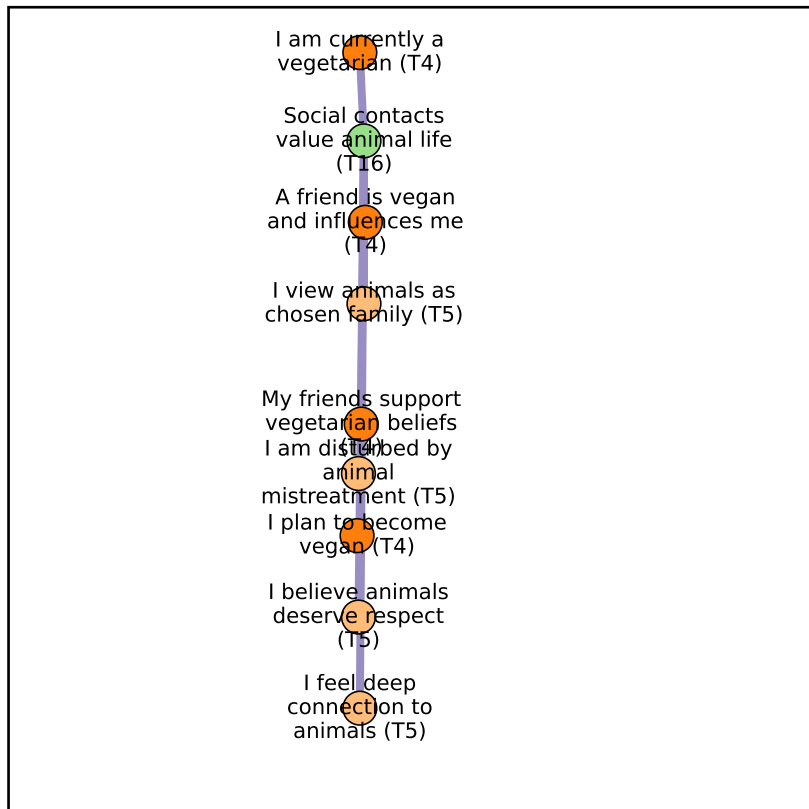 I am currently a
vegetarian (T4)
Social contacts
value animal life
(T16)
A friend is vegan
and influences me
(T4)
I view animals as
chosen family (T5)
My friends support
vegetarian beliefs
(T4)
I am disturbed by
animal
mistreatment (T5)
I plan to become
vegan (T4)
I believe animals
deserve respect
(T5)
I feel deep
connection to
animals (T5)